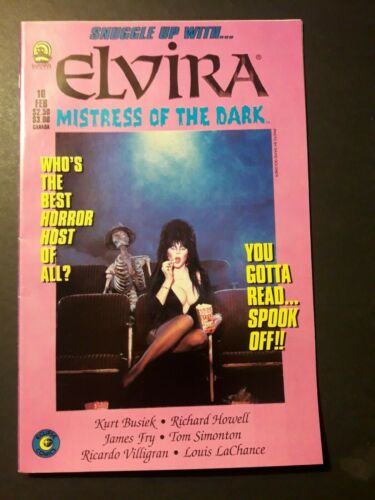 SNUGGLE UP WITH...
ELVIRA®
MISTRESS OF THE DARK™
10
FEB
$2.50
$3.00
CANADA
WHO'S
THE
BEST
HORROR
HOST
OF
ALL?
YOU
GOTTA
READ...
SPOOK
OFF!!
Kurt Busiek • Richard Howell
James Fry • Tom Simonton
Ricardo Villigran • Louis LaChance